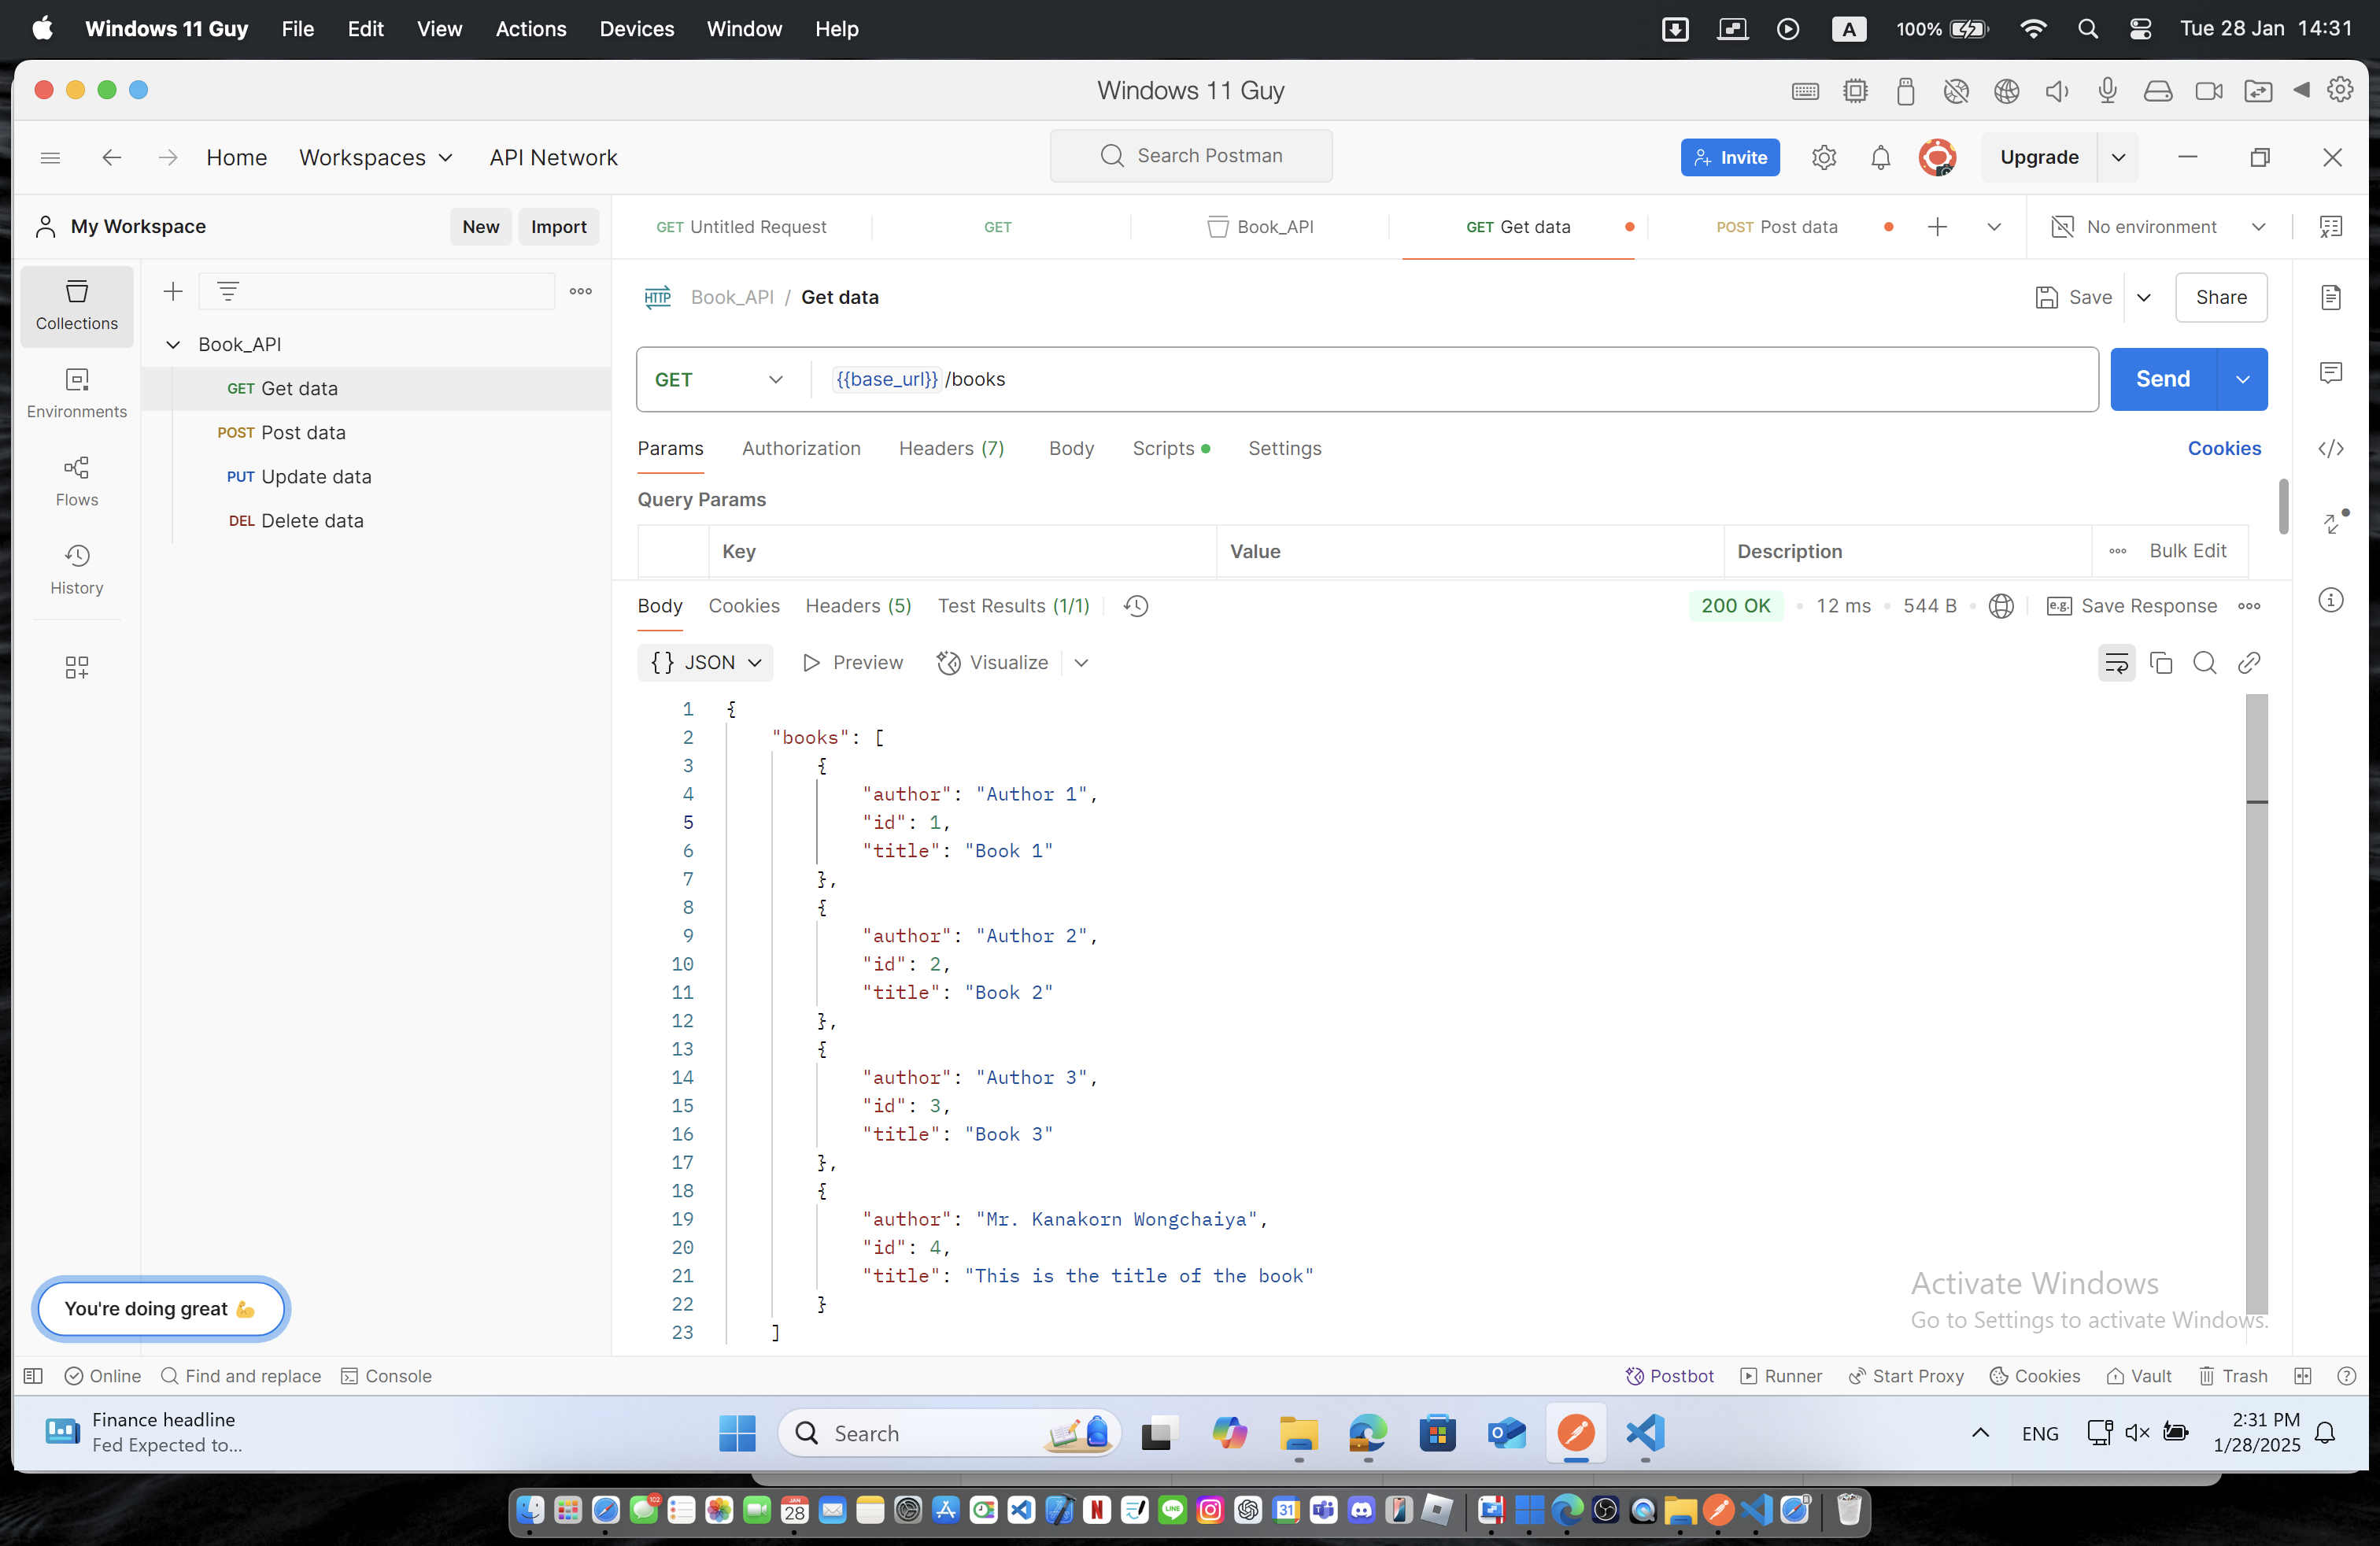 Windows 11 Guy File Edit View Actions Devices Window Help A 100% Tue 28 Jan 14:31
Windows 11 Guy
Home Workspaces API Network Search Postman Invite Upgrade
My Workspace New Import GET Untitled Request GET Book_API GET Get data POST Post data No environment
Collections
Environments
Flows
History
Book_API
GET Get data
POST Post data
PUT Update data
DEL Delete data
HTTP Book_API / Get data Save Share
GET {{base_url}} /books Send
Params Authorization Headers (7) Body Scripts Settings Cookies
Query Params
Key Value Description Bulk Edit
Body Cookies Headers (5) Test Results (1/1) 200 OK 12 ms 544 B e.g. Save Response
{} JSON Preview Visualize
1 {
2 "books": [
3 {
4 "author": "Author 1",
5 "id": 1,
6 "title": "Book 1"
7 },
8 {
9 "author": "Author 2",
10 "id": 2,
11 "title": "Book 2"
12 },
13 {
14 "author": "Author 3",
15 "id": 3,
16 "title": "Book 3"
17 },
18 {
19 "author": "Mr. Kanakorn Wongchaiya",
20 "id": 4,
21 "title": "This is the title of the book"
22 }
23 ]
You're doing great 💪
Activate Windows
Go to Settings to activate Windows.
Online Find and replace Console Postbot Runner Start Proxy Cookies Vault Trash
Finance headline
Fed Expected to...
Search
ENG
2:31 PM
1/28/2025
102
JAN
28
LINE
31